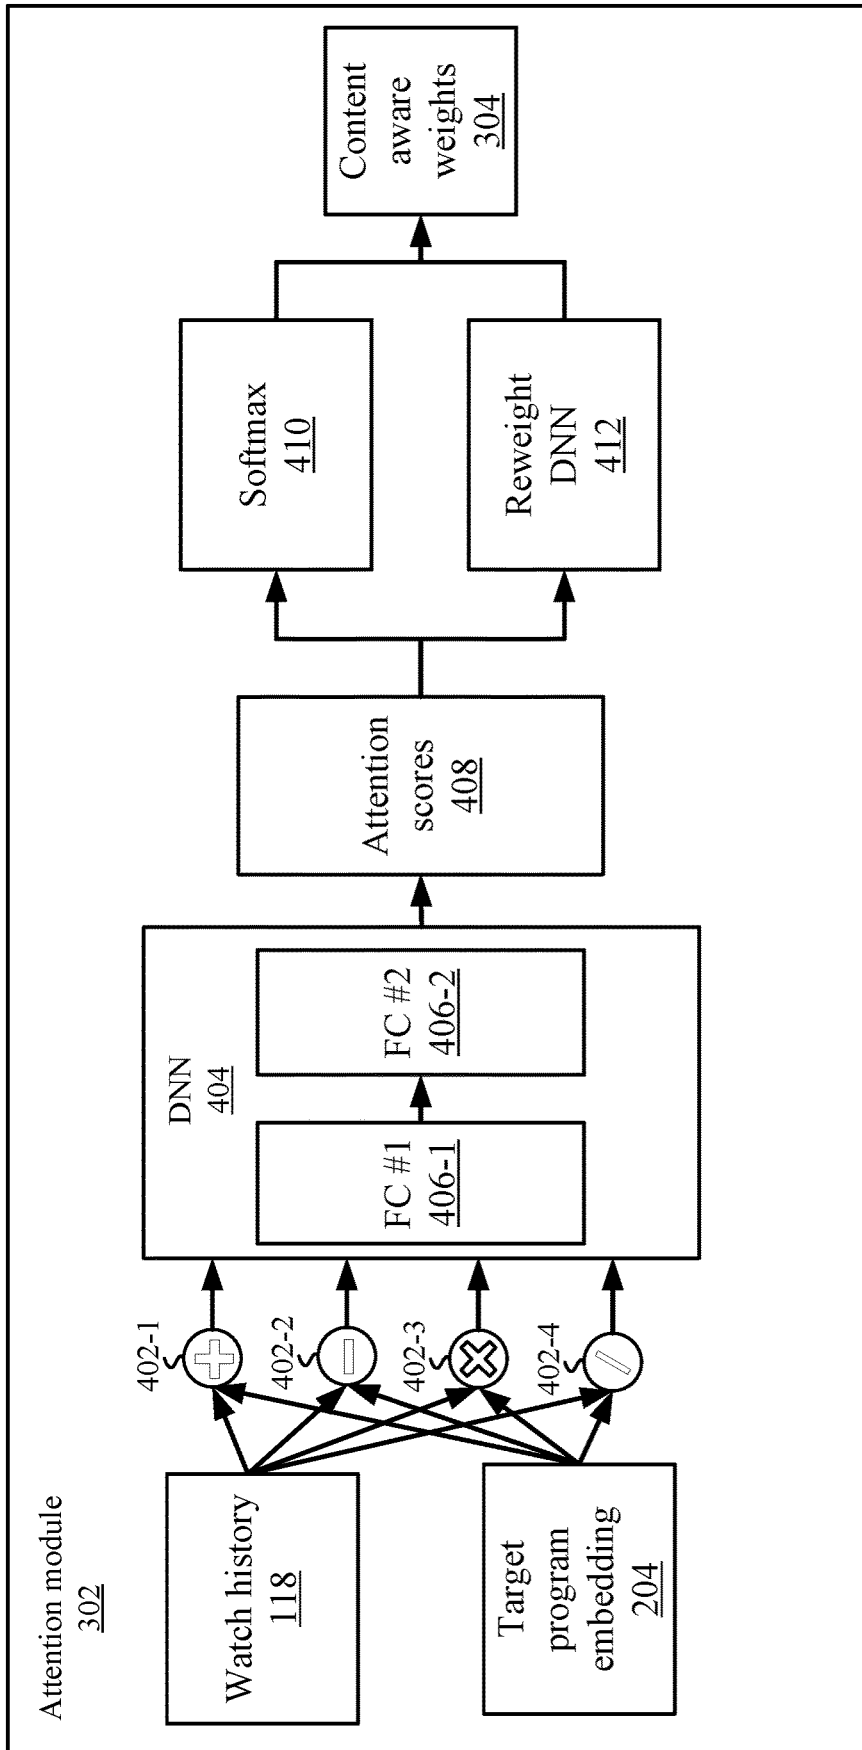 Attention module
302
Watch history
118
Target
program
embedding
204
402-1
402-2
402-3
402-4
DNN
404
FC #1
406-1
FC #2
406-2
Attention
scores
408
Softmax
410
Reweight
DNN
412
Content
aware
weights
304